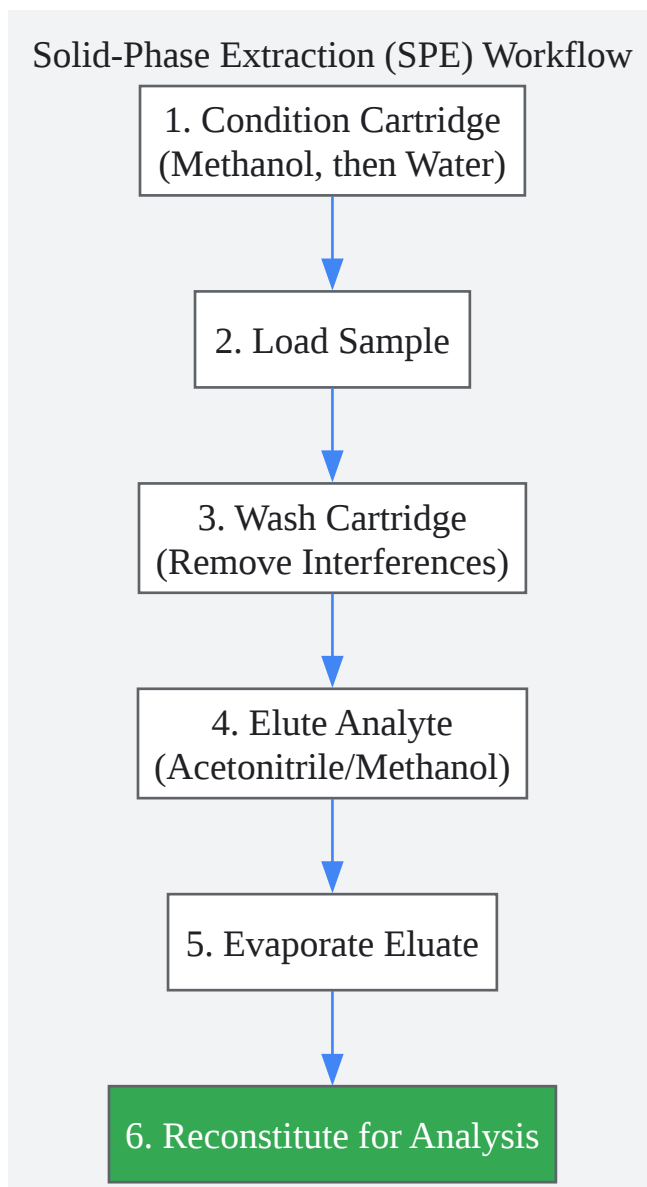 Solid-Phase Extraction (SPE) Workflow
1. Condition Cartridge
(Methanol, then Water)
2. Load Sample
3. Wash Cartridge
(Remove Interferences)
4. Elute Analyte
(Acetonitrile/Methanol)
5. Evaporate Eluate
6. Reconstitute for Analysis